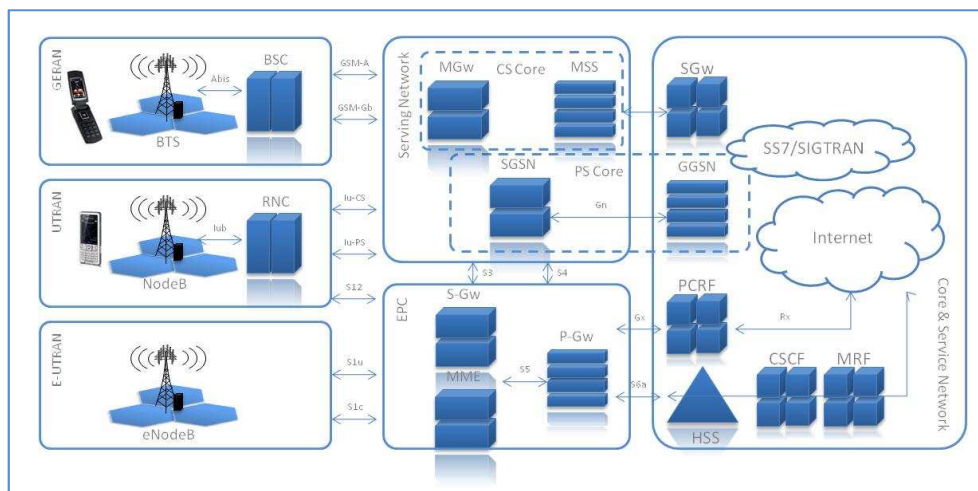 GERAN
BTS
Abis
BSC
GSM-A
GSM-Gb
Serving Network
MGw
CS Core
MSS
SGSN
PS Core
Gn
SGw
SS7/SIGTRAN
GGSN
Internet
UTRAN
NodeB
Iub
RNC
Iu-CS
Iu-PS
S12
S3
S4
E-UTRAN
eNodeB
S1u
S1c
EPC
S-Gw
MME
S5
P-Gw
Gx
S6a
PCRF
Rx
CSCF
MRF
HSS
Core & Service Network